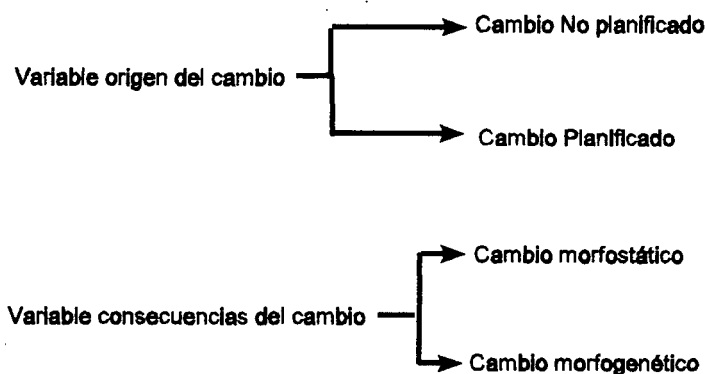 Cambio No planificado
Variable origen del cambio
Cambio Planificado
Cambio morfostático
Variable consecuencias del cambio
Cambio morfogenético